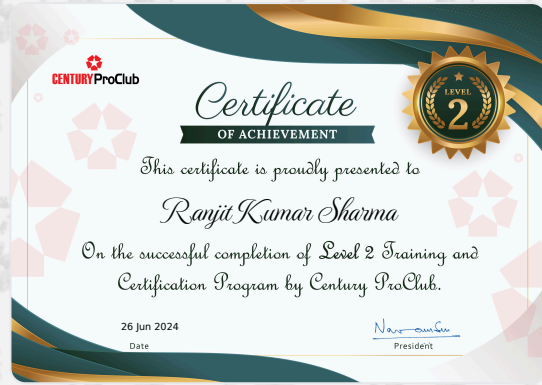 CENTURY ProClub
LEVEL
2
Certificate
OF ACHIEVEMENT
This certificate is proudly presented to
Ranjit Kumar Sharma
On the successful completion of Level 2 Training and
Certification Program by Century ProClub.
26 Jun 2024
Date
President